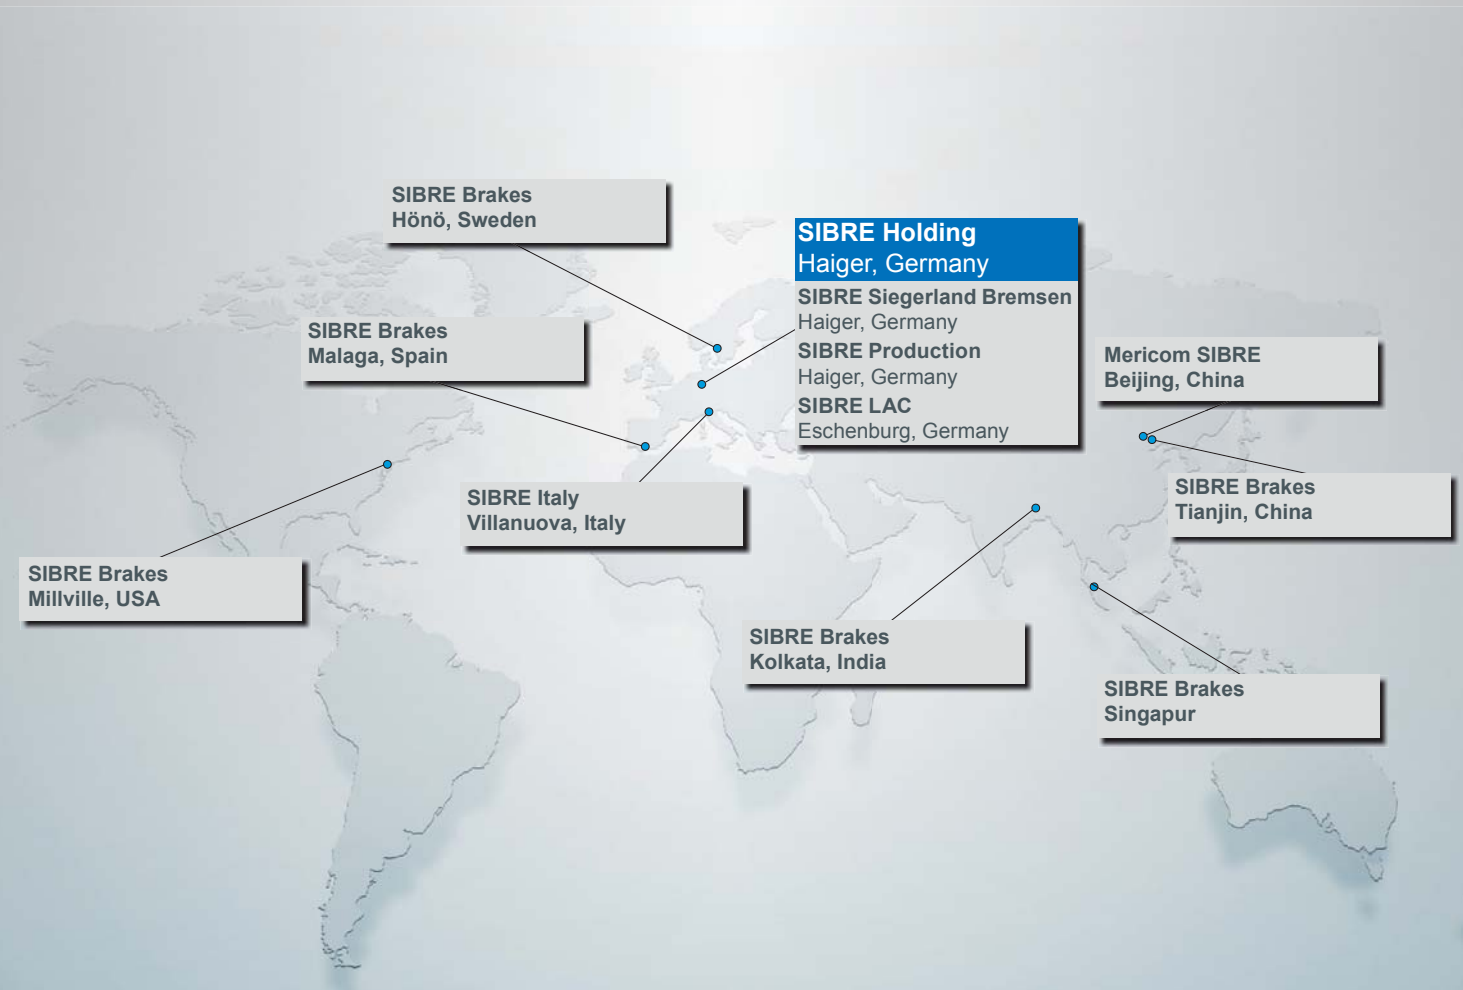 SIBRE Brakes
Hönö, Sweden
SIBRE Holding
Haiger, Germany
SIBRE Siegerland Bremsen
Haiger, Germany
SIBRE Production
Haiger, Germany
SIBRE LAC
Eschenburg, Germany
SIBRE Brakes
Malaga, Spain
Mericom SIBRE
Beijing, China
SIBRE Italy
Villanuova, Italy
SIBRE Brakes
Tianjin, China
SIBRE Brakes
Millville, USA
SIBRE Brakes
Kolkata, India
SIBRE Brakes
Singapur